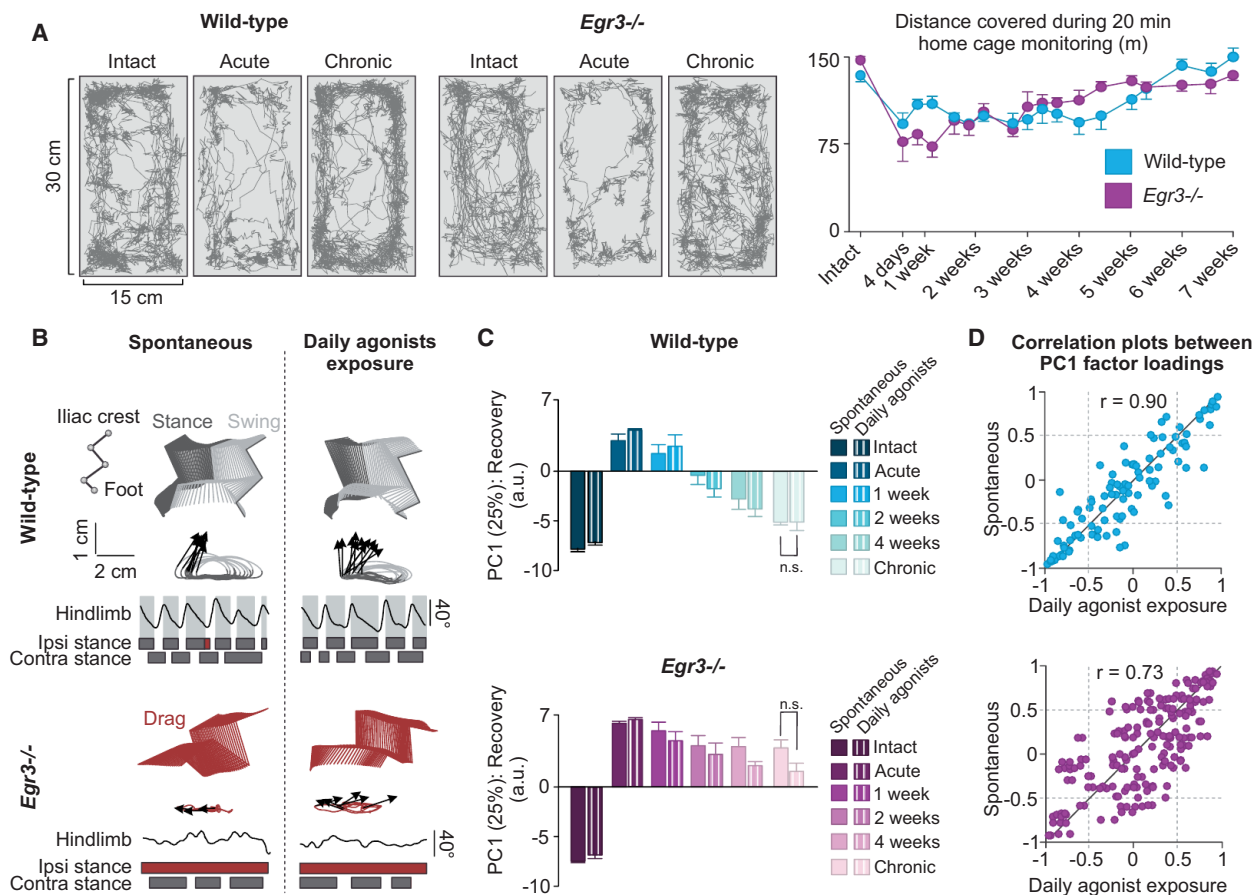 A
Wild-type
Egr3-/-
Intact
Acute
Chronic
Intact
Acute
Chronic
30 cm
15 cm
Distance covered during 20 min
home cage monitoring (m)
150
75
0
Wild-type
Egr3-/-
Intact
4 days
1 week
2 weeks
3 weeks
4 weeks
5 weeks
6 weeks
7 weeks
B
Spontaneous
Daily agonists
exposure
Wild-type
Iliac crest
Foot
Stance
Swing
1 cm
2 cm
Hindlimb
40°
Ipsi stance
Contra stance
Egr3-/-
Drag
Hindlimb
40°
Ipsi stance
Contra stance
C
Wild-type
PC1 (25%): Recovery
(a.u.)
7
0
-5
-10
n.s.
Spontaneous
Daily agonists
Intact
Acute
1 week
2 weeks
4 weeks
Chronic
Egr3-/-
PC1 (25%): Recovery
(a.u.)
7
0
-5
-10
n.s.
Spontaneous
Daily agonists
Intact
Acute
1 week
2 weeks
4 weeks
Chronic
D
Correlation plots between
PC1 factor loadings
r = 0.90
Spontaneous
1
0.5
0
-0.5
-1
-1
-0.5
0
0.5
1
Daily agonist exposure
r = 0.73
Spontaneous
1
0.5
0
-0.5
-1
-1
-0.5
0
0.5
1
Daily agonist exposure